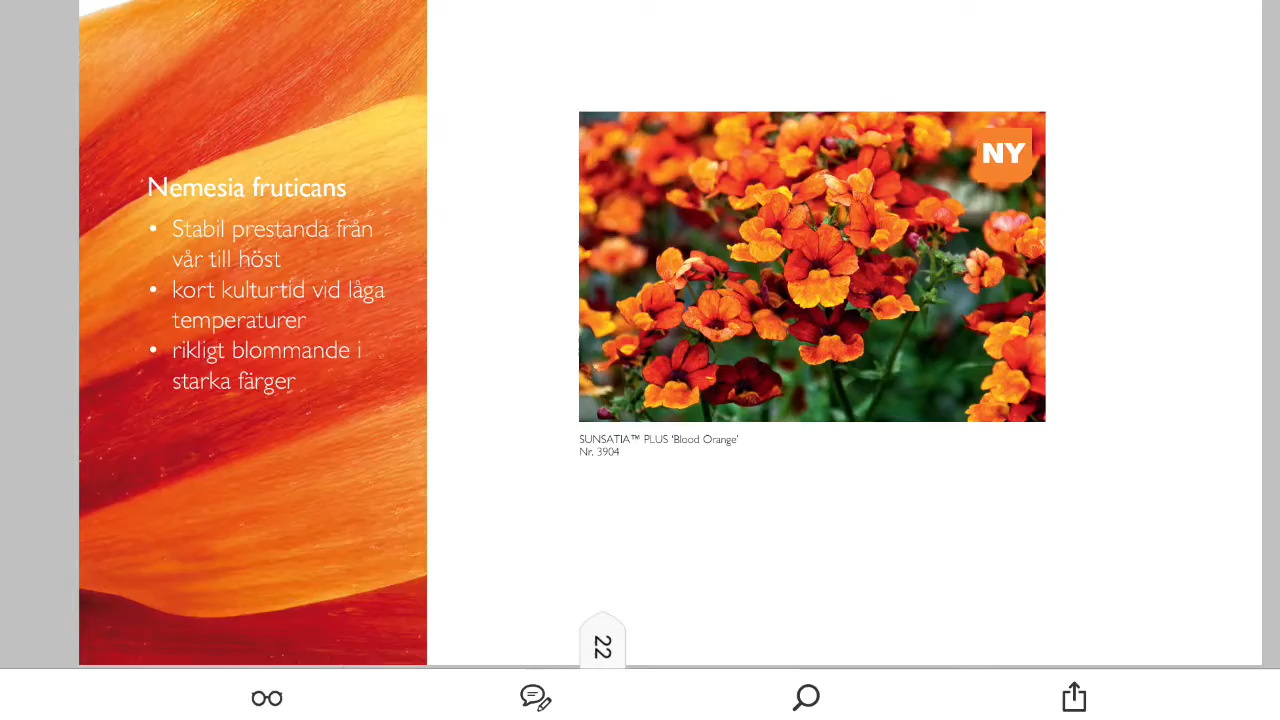 Nemesia fruticans
• Stabil prestanda från
vår till höst
• kort kulturtid vid låga
temperaturer
• rikligt blommande i
starka färger
NY
SUNSATIA™ PLUS ‘Blood Orange’
Nr. 3904
22